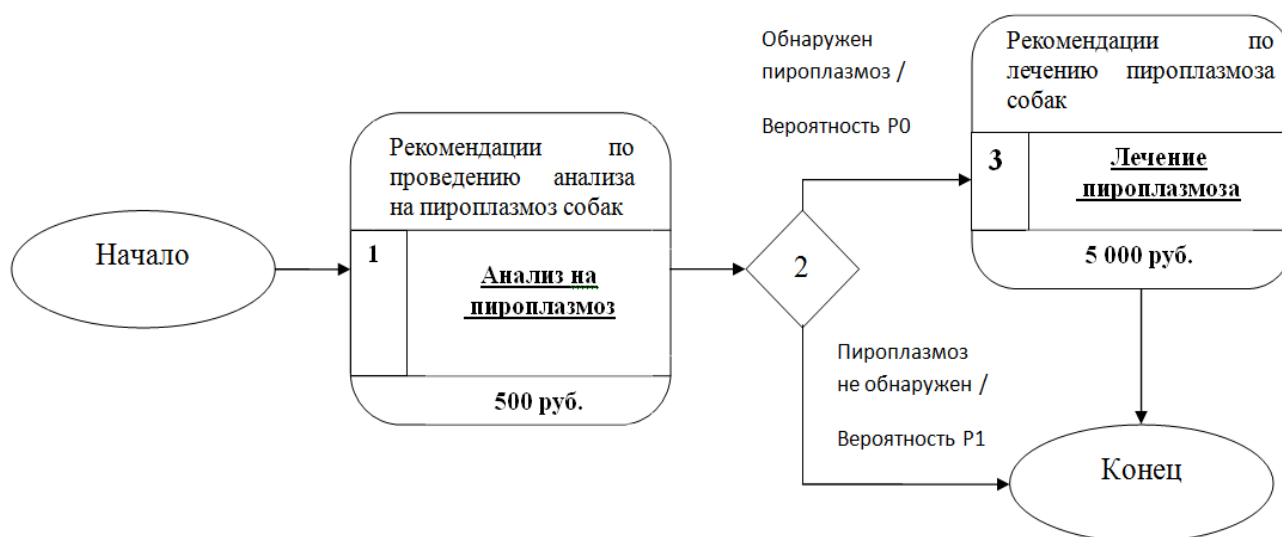 Начало
Рекомендации по
проведению анализа
на пироплазмоз собак
1
Анализ на
пироплазмоз
500 руб.
2
Обнаружен
пироплазмоз /
Вероятность P0
Рекомендации по
лечению пироплазмоза
собак
3
Лечение
пироплазмоза
5 000 руб.
Пироплазмоз
не обнаружен /
Вероятность P1
Конец